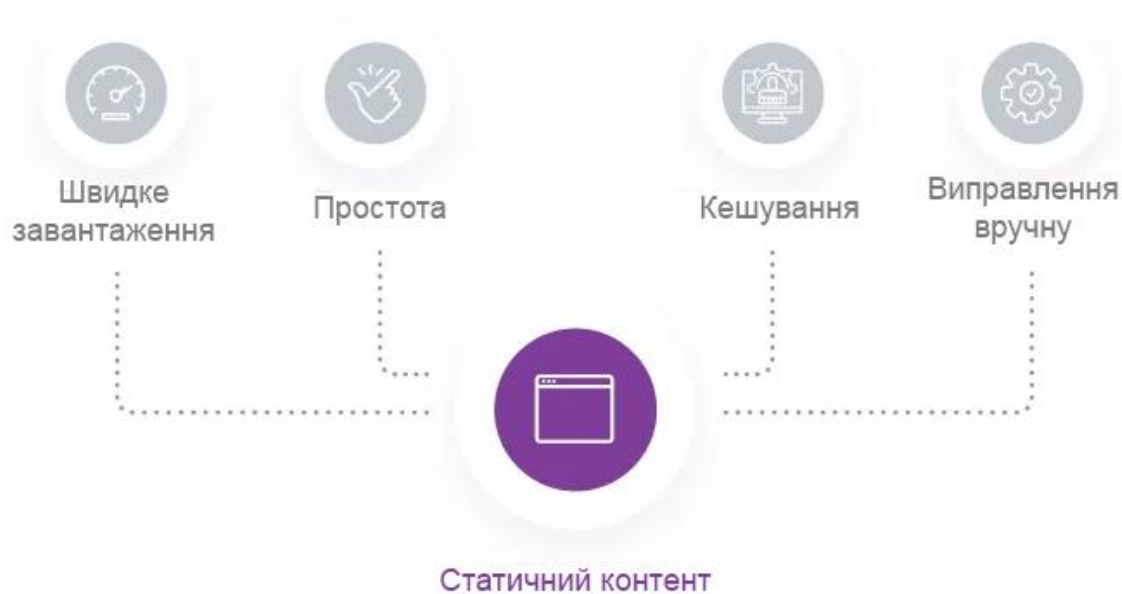 Швидке
завантаження
Простота
Кешування
Виправлення
вручну
Статичний контент